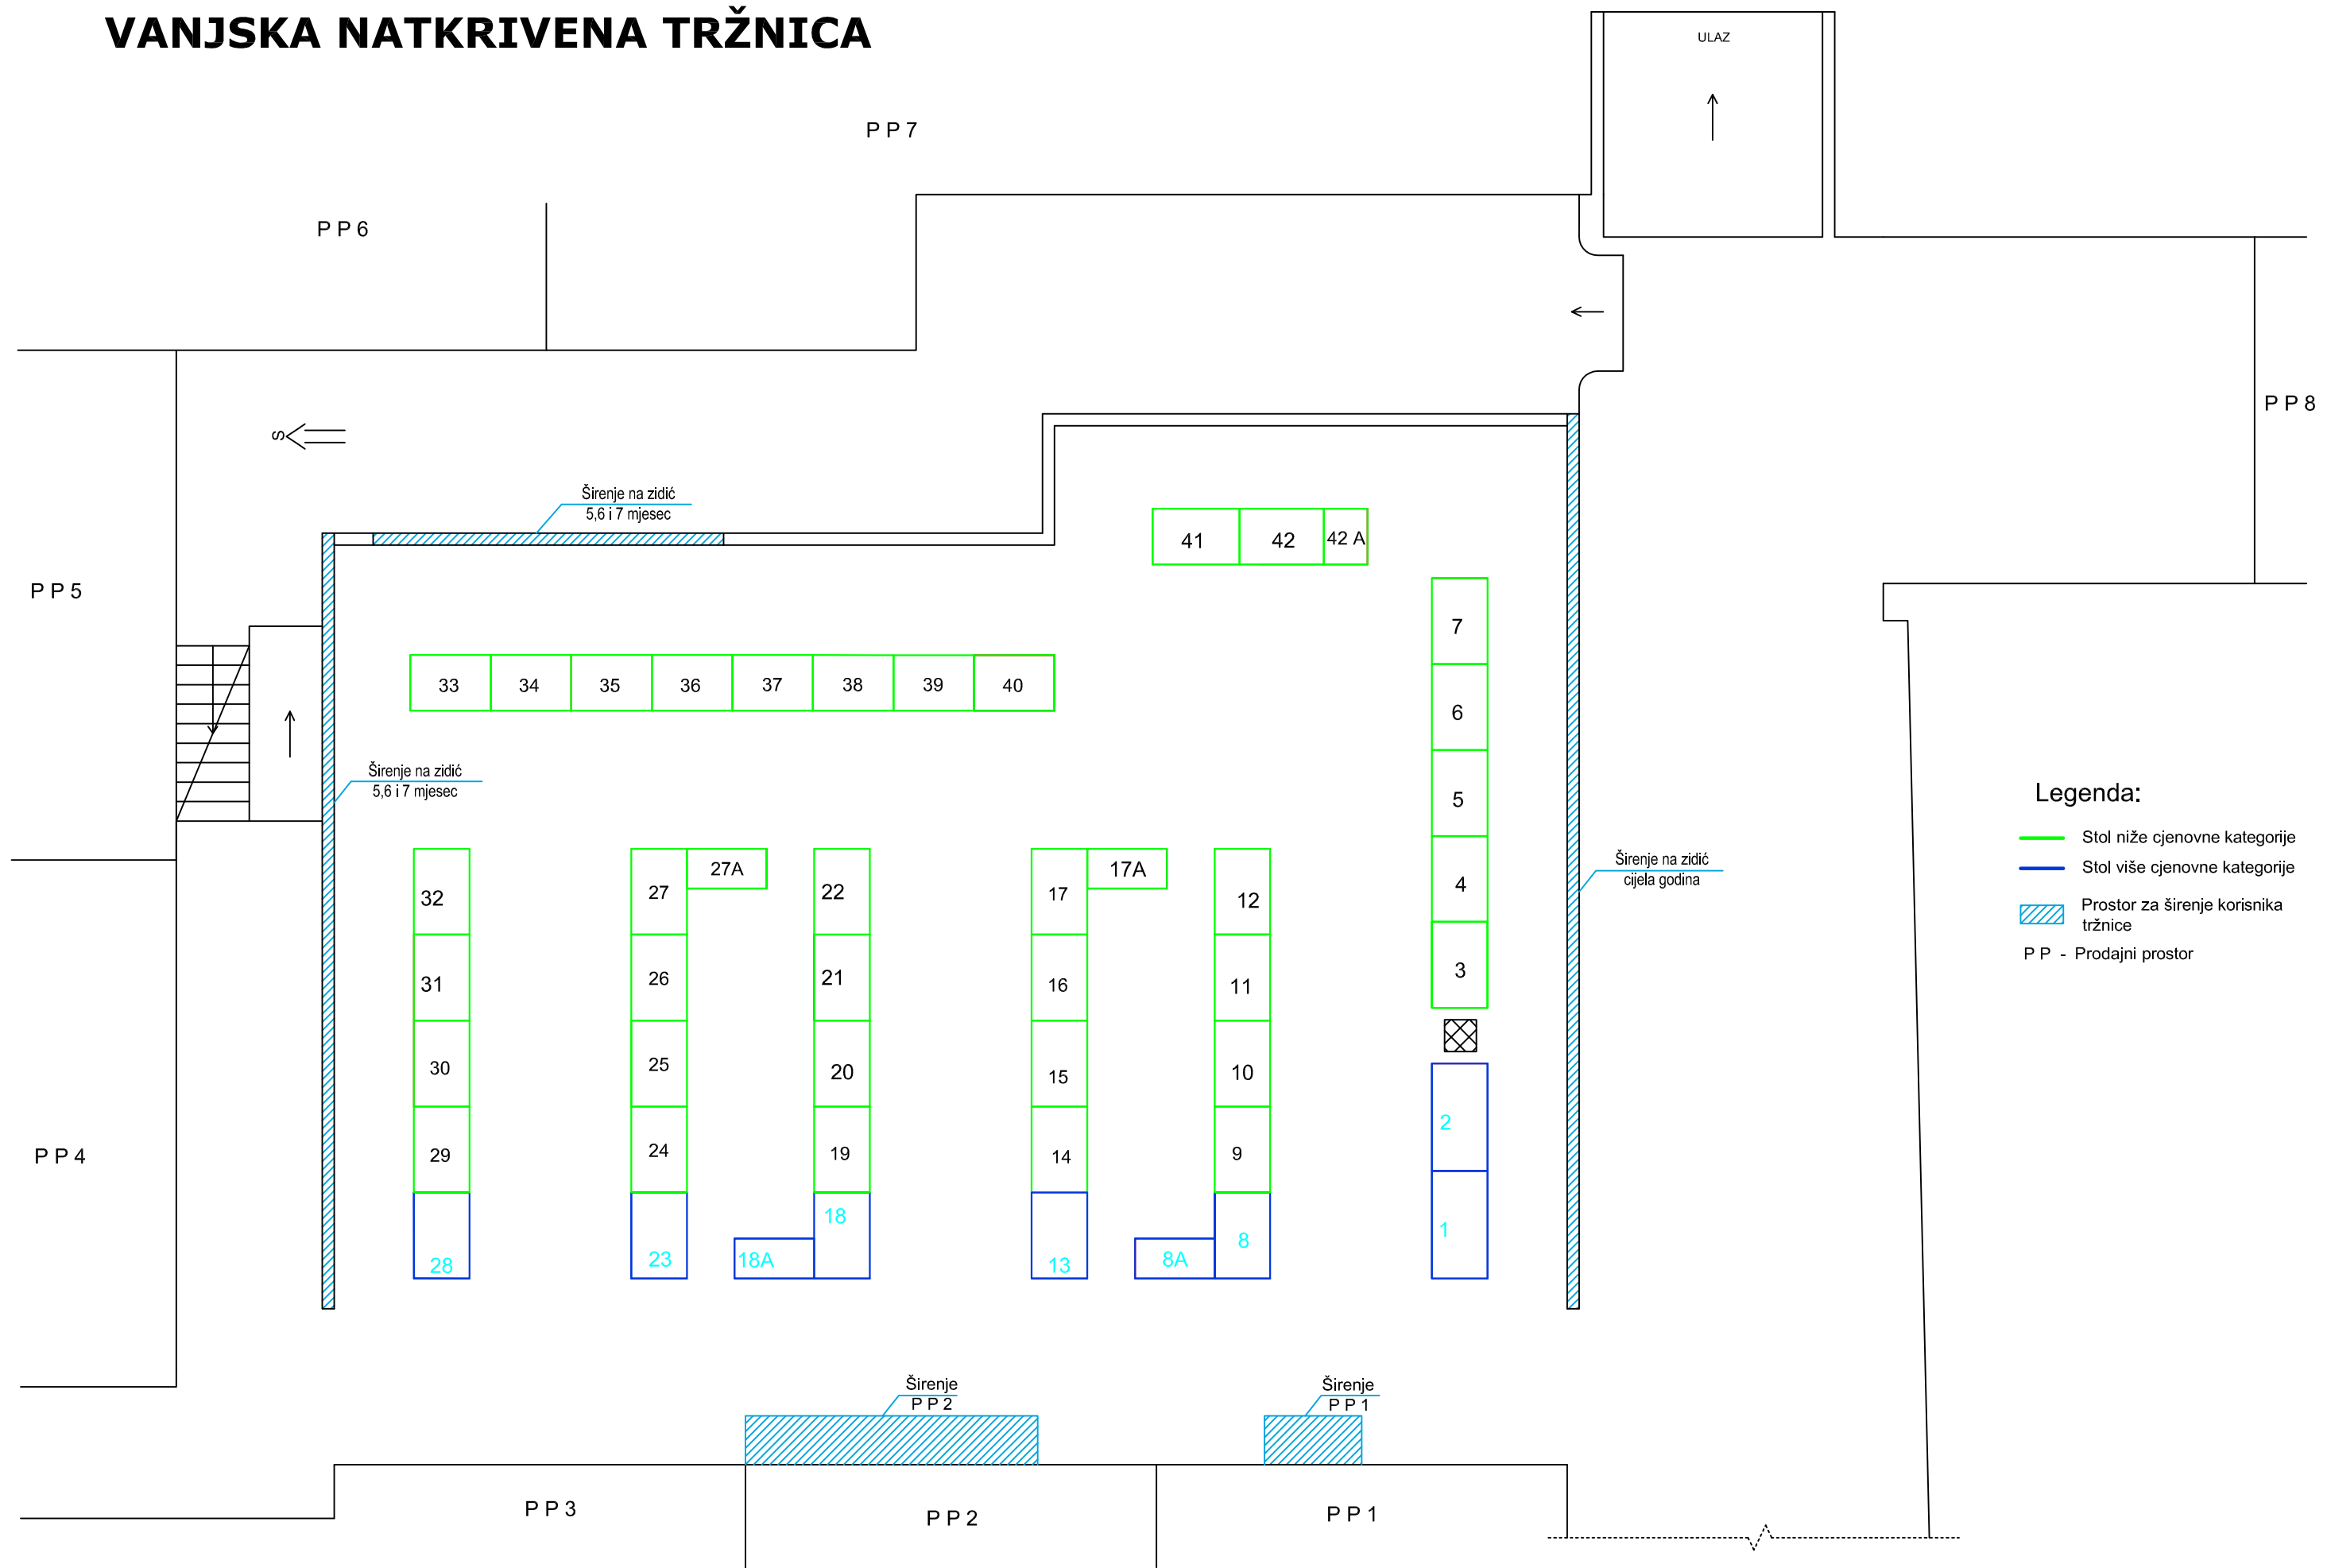 VANJSKA NATKRIVENA TRŽNICA
ULAZ
P P 7
P P 6
P P 8
S
Širenje na zidić
5,6 i 7 mjesec
41 42 42 A
P P 5
7
33 34 35 36 37 38 39 40
6
Širenje na zidić
5,6 i 7 mjesec
5
Legenda:
Stol niže cjenovne kategorije
Stol više cjenovne kategorije
Prostor za širenje korisnika
tržnice
P P - Prodajni prostor
Širenje na zidić
cijela godina
32 27 27A 22 17 17A 12 4
31 26 21 16 11 3
30 25 20 15 10
2
P P 4
29 24 19 14 9
18
28 23 18A 13 8A 8 1
Širenje
P P 2
Širenje
P P 1
P P 3
P P 2
P P 1